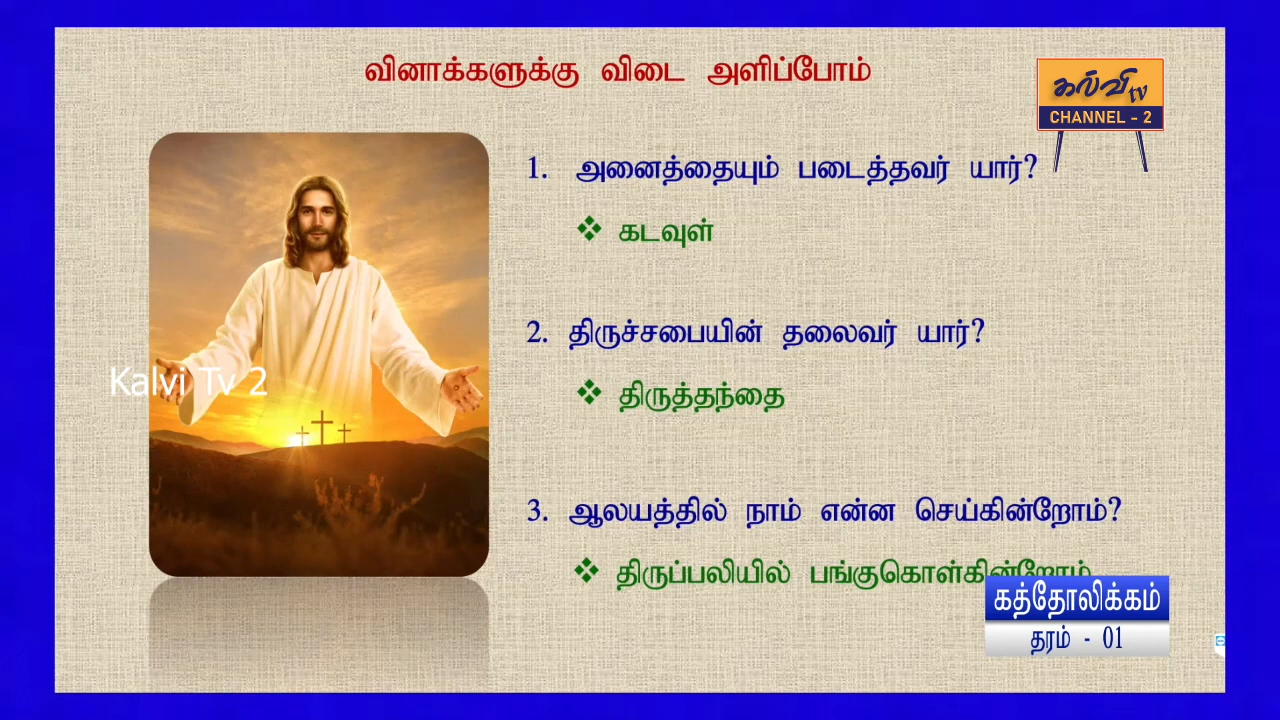 வினாக்களுக்கு விடை அளிப்போம்
கல்வி tv
CHANNEL - 2
1. அனைத்தையும் படைத்தவர் யார்?
❖ கடவுள்
2. திருச்சபையின் தலைவர் யார்?
Kalvi Tv 2
❖ திருத்தந்தை
3. ஆலயத்தில் நாம் என்ன செய்கின்றோம்?
❖ திருப்பலியில் பங்குகொள்கின்றோம்
கத்தோலிக்கம்
தரம் - 01